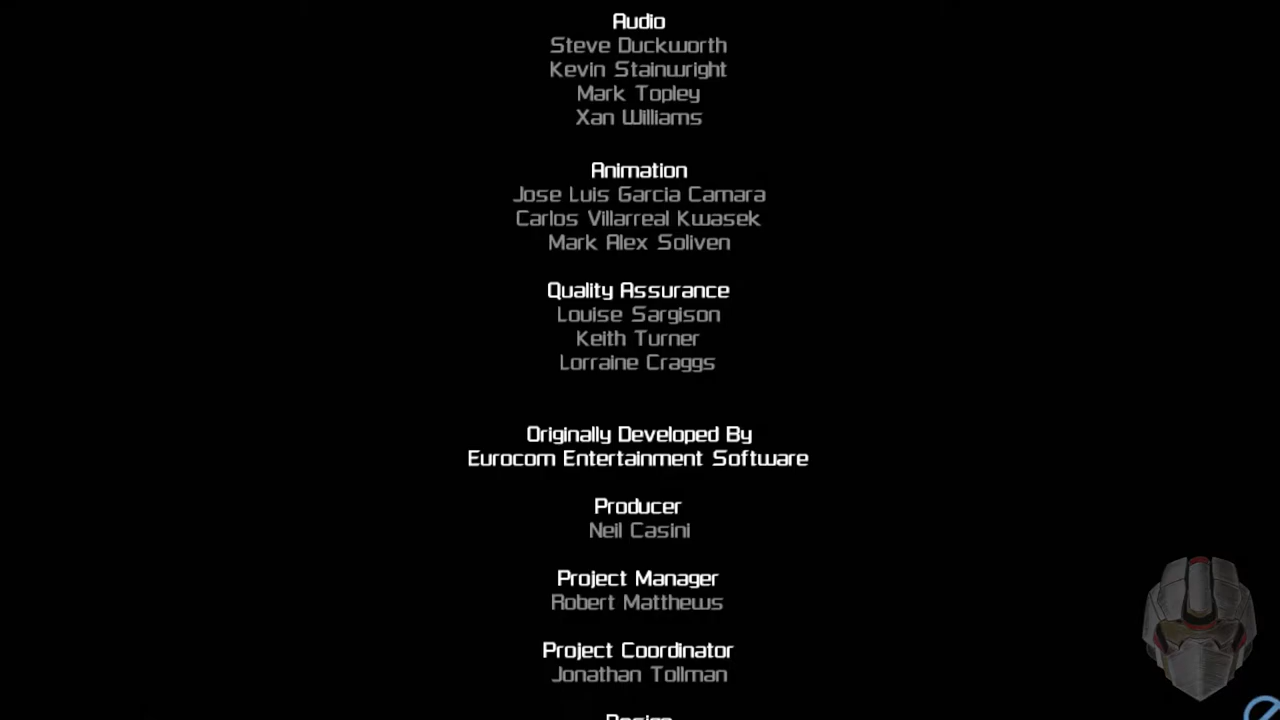 Audio
Steve Duckworth
Kevin Stainwright
Mark Topley
Xan Williams
Animation
Jose Luis Garcia Camara
Carlos Villarreal Kwasek
Mark Alex Soliven
Quality Assurance
Louise Sargison
Keith Turner
Lorraine Craggs
Originally Developed By
Eurocom Entertainment Software
Producer
Neil Casini
Project Manager
Robert Matthews
Project Coordinator
Jonathan Tollman